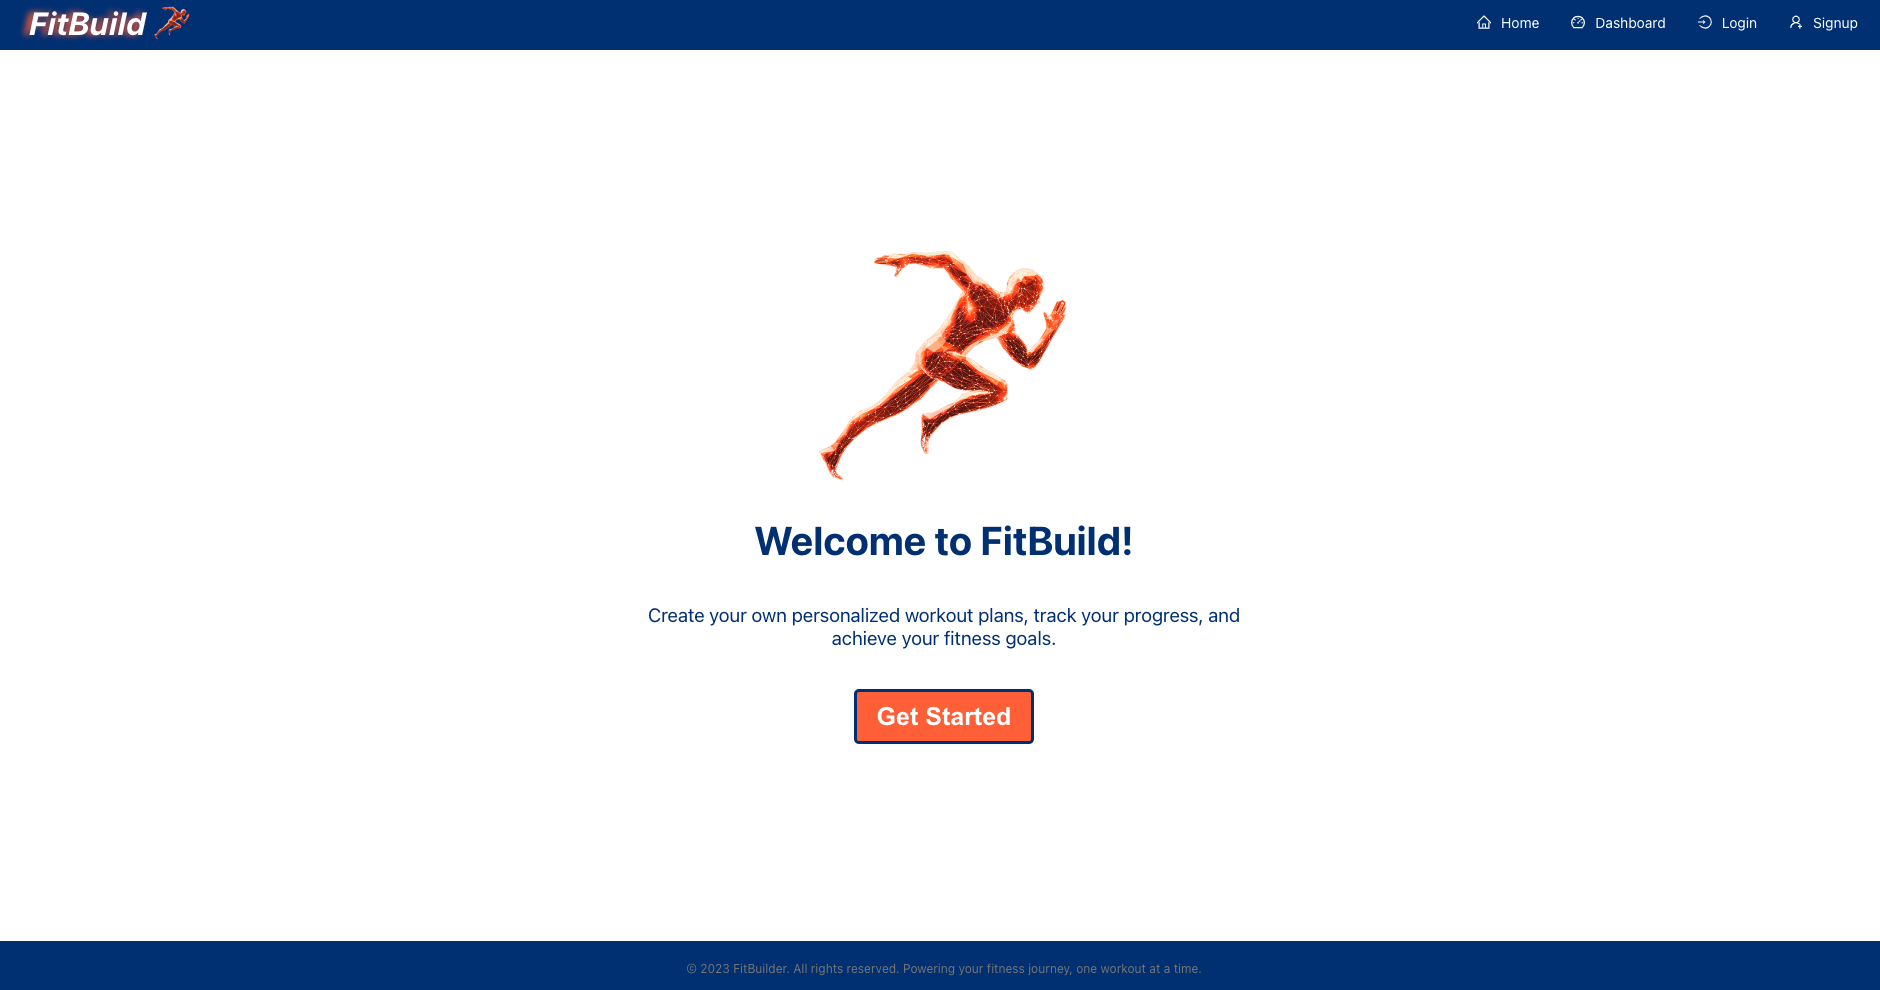 FitBuild
Home
Dashboard
Login
Signup
Welcome to FitBuild!
Create your own personalized workout plans, track your progress, and
achieve your fitness goals.
Get Started
© 2023 FitBuilder. All rights reserved. Powering your fitness journey, one workout at a time.